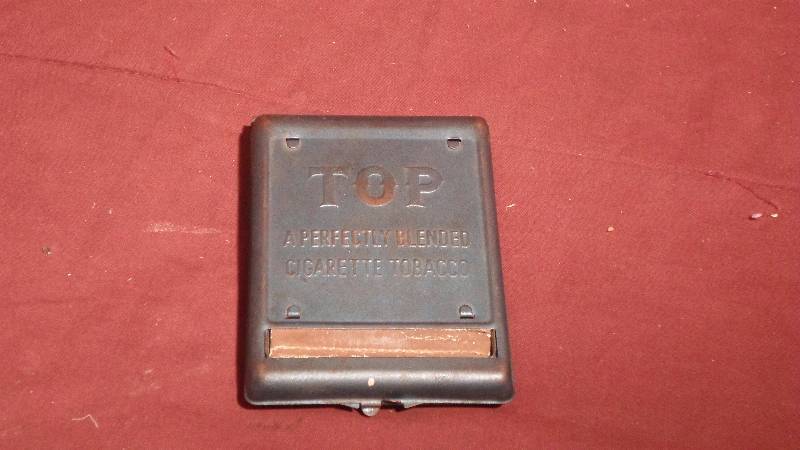 TOP
A PERFECTLY BLENDED
CIGARETTE TOBACCO